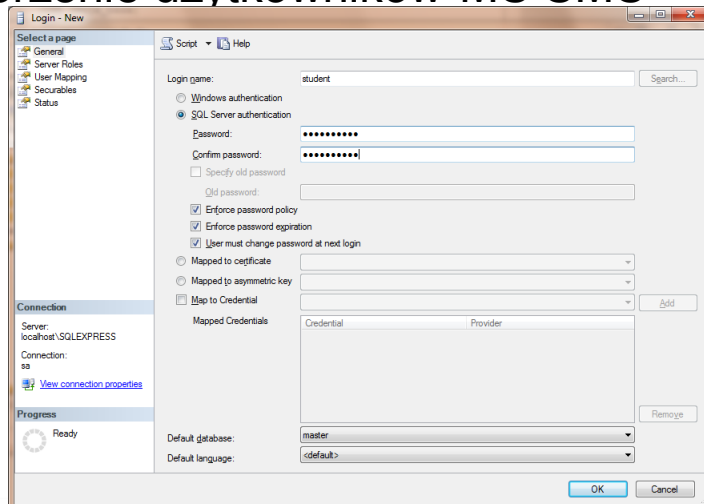 użytkowników MS SMS
Login - New
Select a page
General
Server Roles
User Mapping
Securables
Status
Script Help
Login name: student Search...
Windows authentication
SQL Server authentication
Password: ••••••••••
Confirm password: ••••••••••
Specify old password
Old password:
Enforce password policy
Enforce password expiration
User must change password at next login
Mapped to certificate
Mapped to asymmetric key
Map to Credential Add
Mapped Credentials Credential Provider
Remove
Connection
Server:
localhost\SQLEXPRESS
Connection:
sa
View connection properties
Progress
Ready
Default database: master
Default language: <default>
OK Cancel